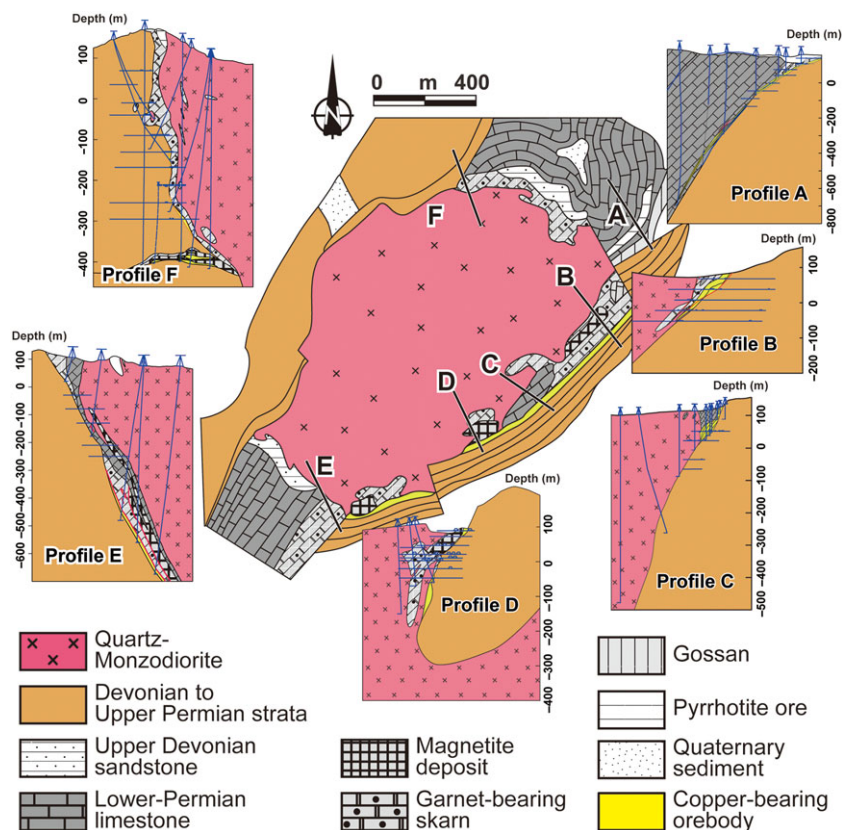 Depth (m)
100
0
-100
-200
-300
-400
Profile F
0 m 400
N
Depth (m)
0
-200
-400
-600
-800
Profile A
F
A
B
C
D
E
Depth (m)
100
0
-100
-200
Profile B
Depth (m)
100
0
-100
-200
-300
-400
-500
-600
Profile E
Depth (m)
100
0
-100
-200
-300
-400
Profile D
Depth (m)
100
0
-100
-200
-300
-400
-500
Profile C
Quartz-
Monzodiorite
Devonian to
Upper Permian strata
Upper Devonian
sandstone
Lower-Permian
limestone
Magnetite
deposit
Garnet-bearing
skarn
Gossan
Pyrrhotite ore
Quaternary
sediment
Copper-bearing
orebody